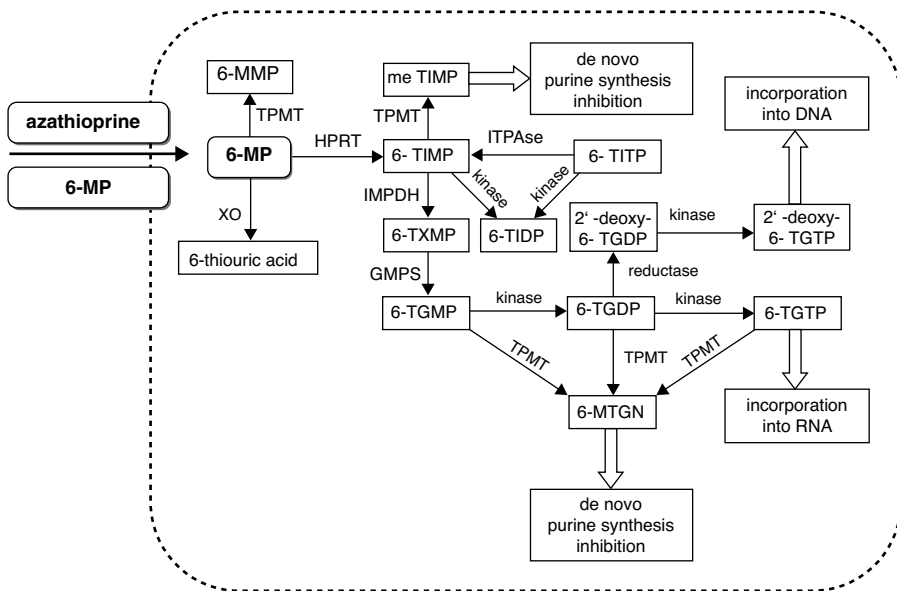 6-MMP
TPMT
azathioprine
6-MP
6-MP
XO
6-thiouric acid
HPRT
me TIMP
TPMT
de novo
purine synthesis
inhibition
6- TIMP
ITPAse
6- TITP
kinase
kinase
6-TIDP
IMPDH
6-TXMP
GMPS
6-TGMP
kinase
6-TGDP
reductase
2‘ -deoxy-
6- TGDP
kinase
2‘ -deoxy-
6- TGTP
incorporation
into DNA
kinase
6-TGTP
incorporation
into RNA
TPMT
TPMT
TPMT
6-MTGN
de novo
purine synthesis
inhibition